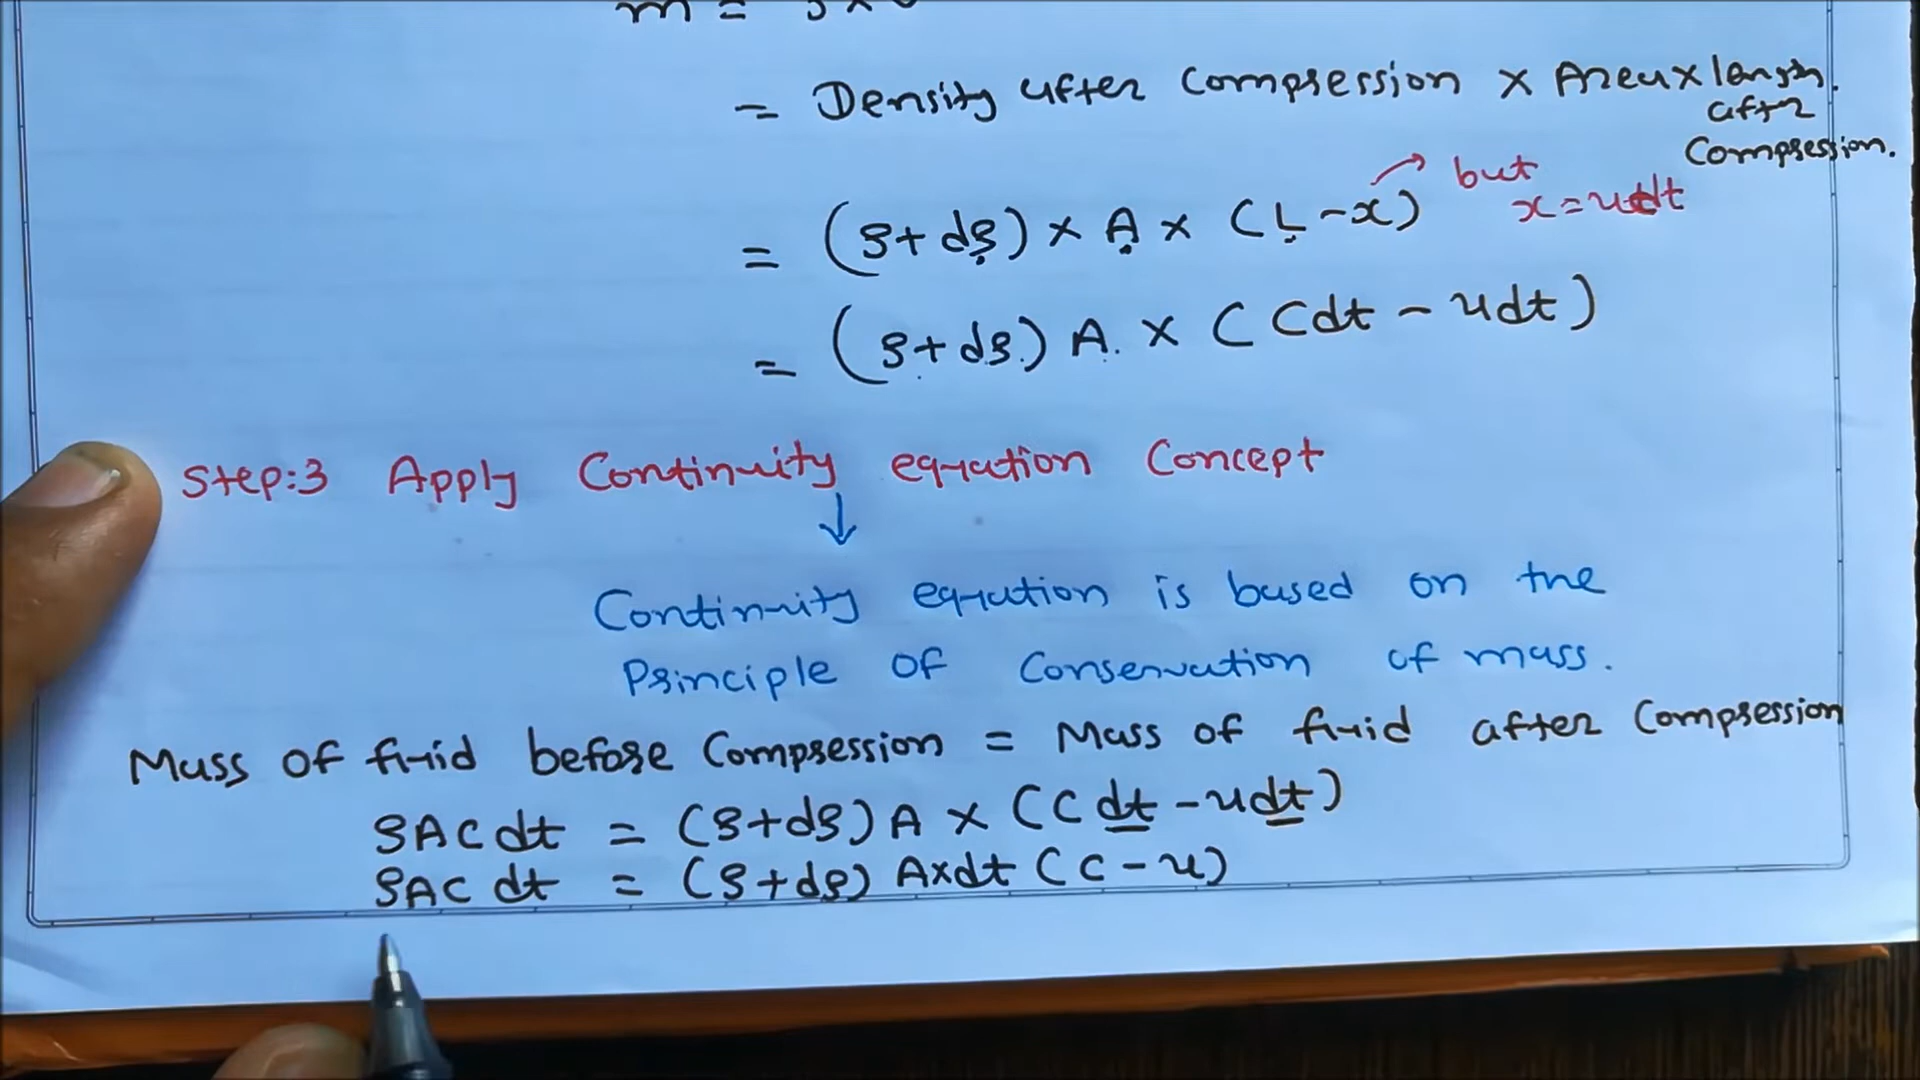 = Density after Compression × Area × length
after
Compression.
= (ρ+dρ) × A × (L-x) but
x=udt
= (ρ+dρ) A × (Cdt - udt)
Step:3 Apply Continuity equation Concept
↓
Continuity equation is based on the
Principle of Conservation of mass.
Mass of fluid before Compression = Mass of fluid after Compression
ρAC dt = (ρ+dρ) A × (C dt - udt)
ρAC dt = (ρ+dρ) A×dt (C-u)